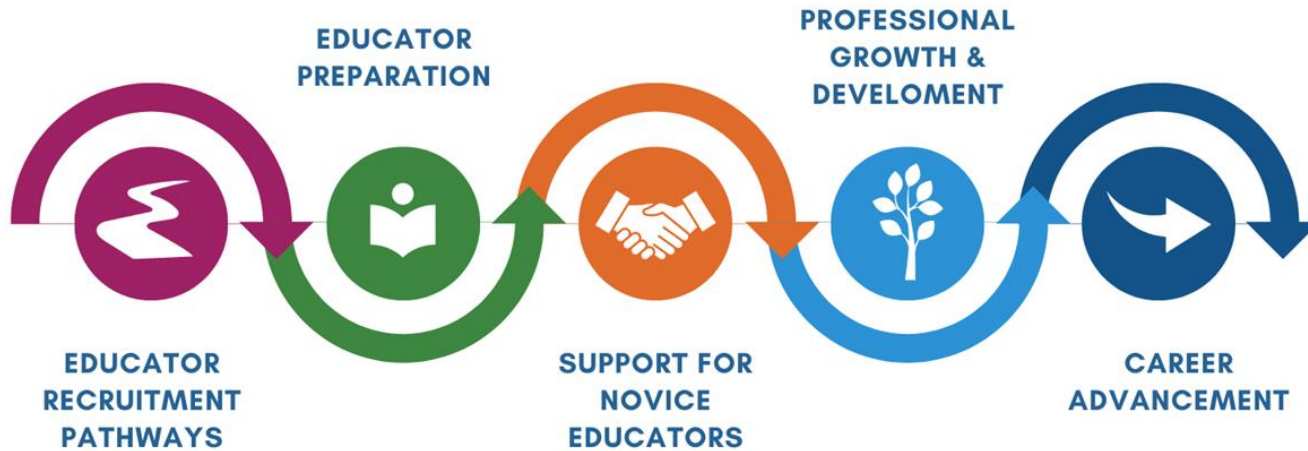 EDUCATOR
RECRUITMENT
PATHWAYS
EDUCATOR
PREPARATION
SUPPORT FOR
NOVICE
EDUCATORS
PROFESSIONAL
GROWTH &
DEVELOMENT
CAREER
ADVANCEMENT